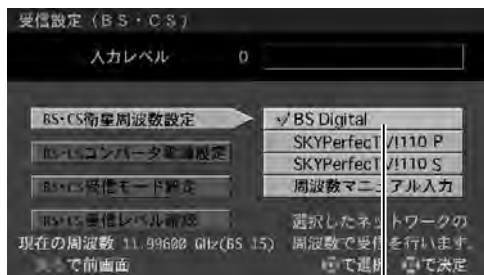 受信設定（BS・CS）
入力レベル 0
BS・CS衛星周波数設定
✓BS Digital
BS・CSコンバータ電源設定
SKYPerfecTV!110 P
SKYPerfecTV!110 S
BS・CS受信モード設定
周波数マニュアル入力
BS・CS受信レベル確認
選択したネットワークの
現在の周波数 11.99600 GHz(BS 15) 周波数で受信を行います。
で前画面 で選択 で決定